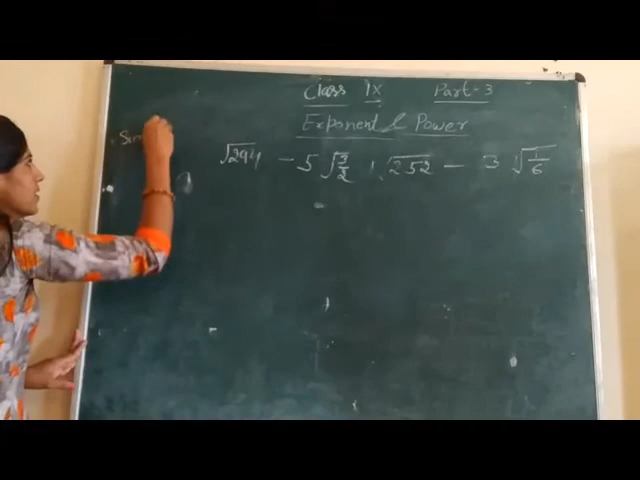 Class IX Part-3
Exponent & Power
√294 - 5 √3/2 + √252 - 3 √1/6